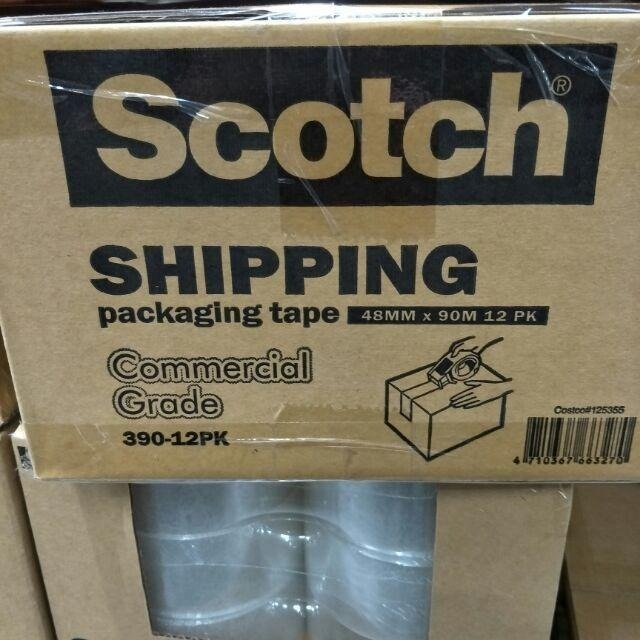 Scotch®
SHIPPING
packaging tape 48MM x 90M 12 PK
Commercial
Grade
390-12PK
Costco#125355
4 710367 663270